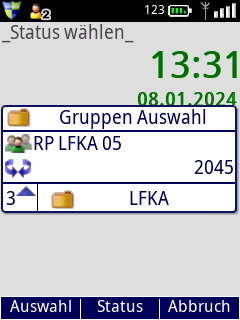 2 123
_Status wählen_
13:31
08.01.2024
Gruppen Auswahl
RP LFKA 05
2045
3 LFKA
Auswahl Status Abbruch